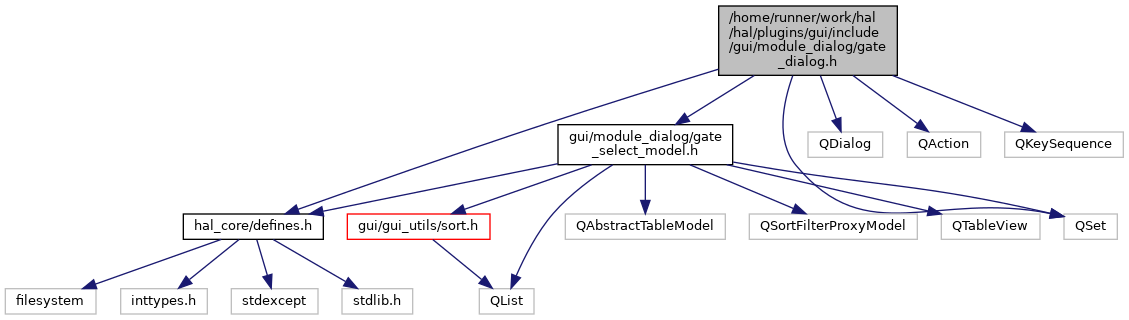 /home/runner/work/hal
/hal/plugins/gui/include
/gui/module_dialog/gate
_dialog.h
gui/module_dialog/gate
_select_model.h
QDialog
QAction
QKeySequence
hal_core/defines.h
gui/gui_utils/sort.h
QAbstractTableModel
QSortFilterProxyModel
QTableView
QSet
filesystem
inttypes.h
stdexcept
stdlib.h
QList